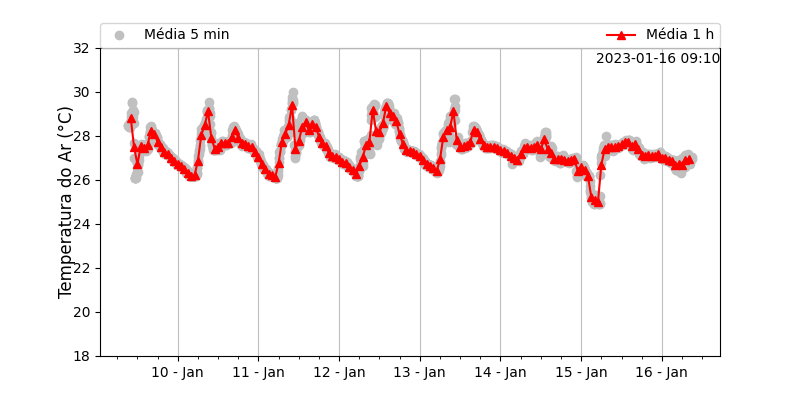 Média 5 min
Média 1 h
2023-01-16 09:10
Temperatura do Ar (°C)
32
30
28
26
24
22
20
18
10 - Jan
11 - Jan
12 - Jan
13 - Jan
14 - Jan
15 - Jan
16 - Jan